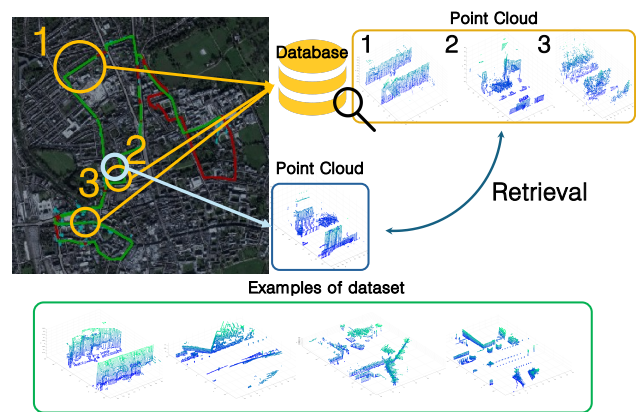 Point Cloud
1
Database
1
2
3
2
3
Point Cloud
Retrieval
Examples of dataset